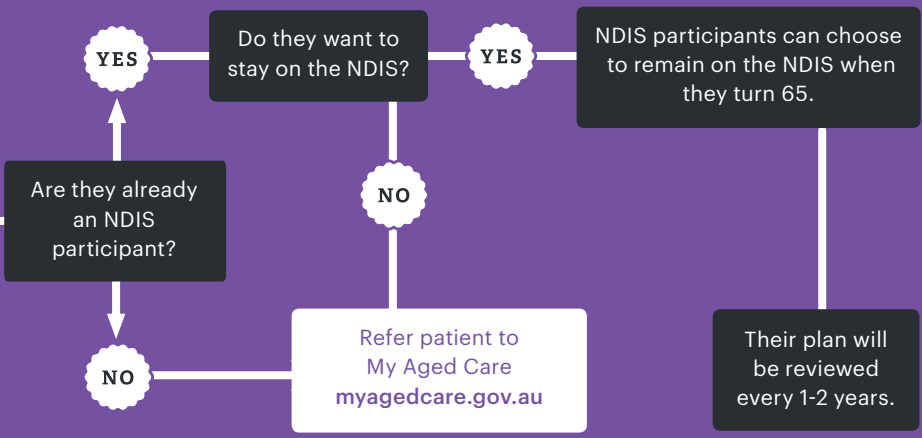 YES
Do they want to
stay on the NDIS?
YES
NDIS participants can choose
to remain on the NDIS when
they turn 65.
Are they already
an NDIS
participant?
NO
NO
Refer patient to
My Aged Care
myagedcare.gov.au
Their plan will
be reviewed
every 1-2 years.